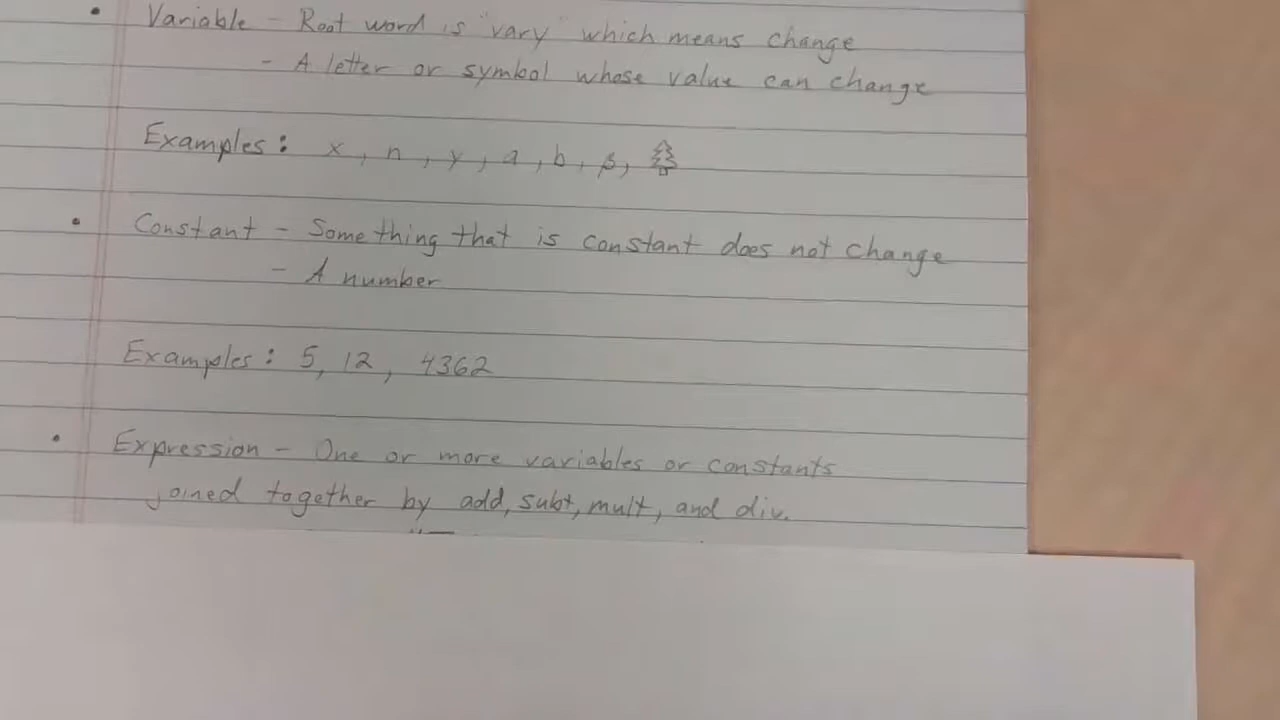 • Variable - Root word is "vary" which means change
- A letter or symbol whose value can change
Examples: x, n, y, a, b, β, 🌲
• Constant - Something that is constant does not change
- A number
Examples: 5, 12, 4362
• Expression - One or more variables or constants
joined together by add, subt, mult, and div.